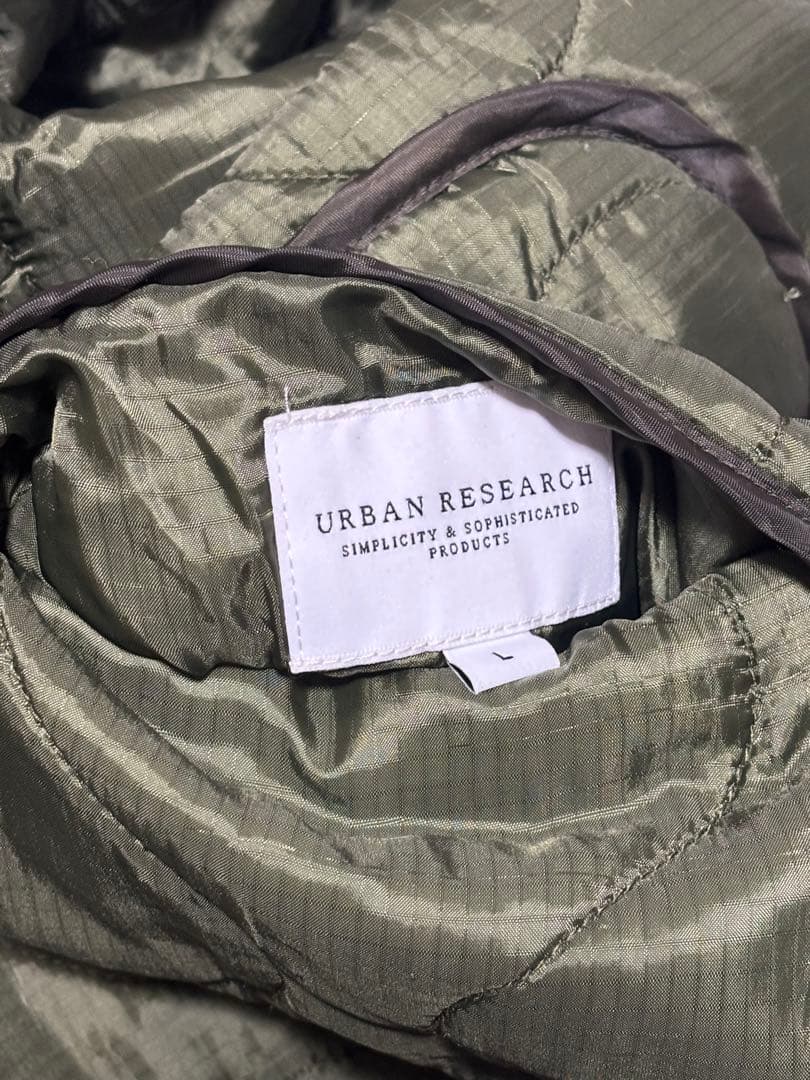 URBAN RESEARCH
SIMPLICITY & SOPHISTICATED
PRODUCTS
L